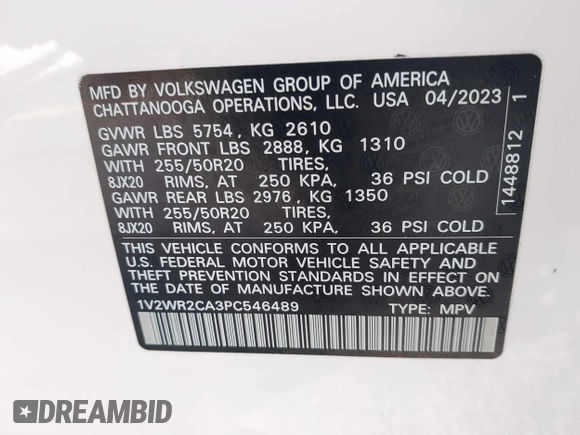 MFD BY VOLKSWAGEN GROUP OF AMERICA
CHATTANOOGA OPERATIONS, LLC. USA 04/2023
GVWR LBS 5754, KG 2610
GAWR FRONT LBS 2888, KG 1310
WITH 255/50R20 TIRES,
8JX20 RIMS, AT 250 KPA, 36 PSI COLD
GAWR REAR LBS 2976, KG 1350
WITH 255/50R20 TIRES,
8JX20 RIMS, AT 250 KPA, 36 PSI COLD
THIS VEHICLE CONFORMS TO ALL APPLICABLE
U.S. FEDERAL MOTOR VEHICLE SAFETY AND
THEFT PREVENTION STANDARDS IN EFFECT ON
THE DATE OF MANUFACTURE SHOWN ABOVE.
1V2WR2CA3PC546489 TYPE: MPV
1448812 1
DREAMBID